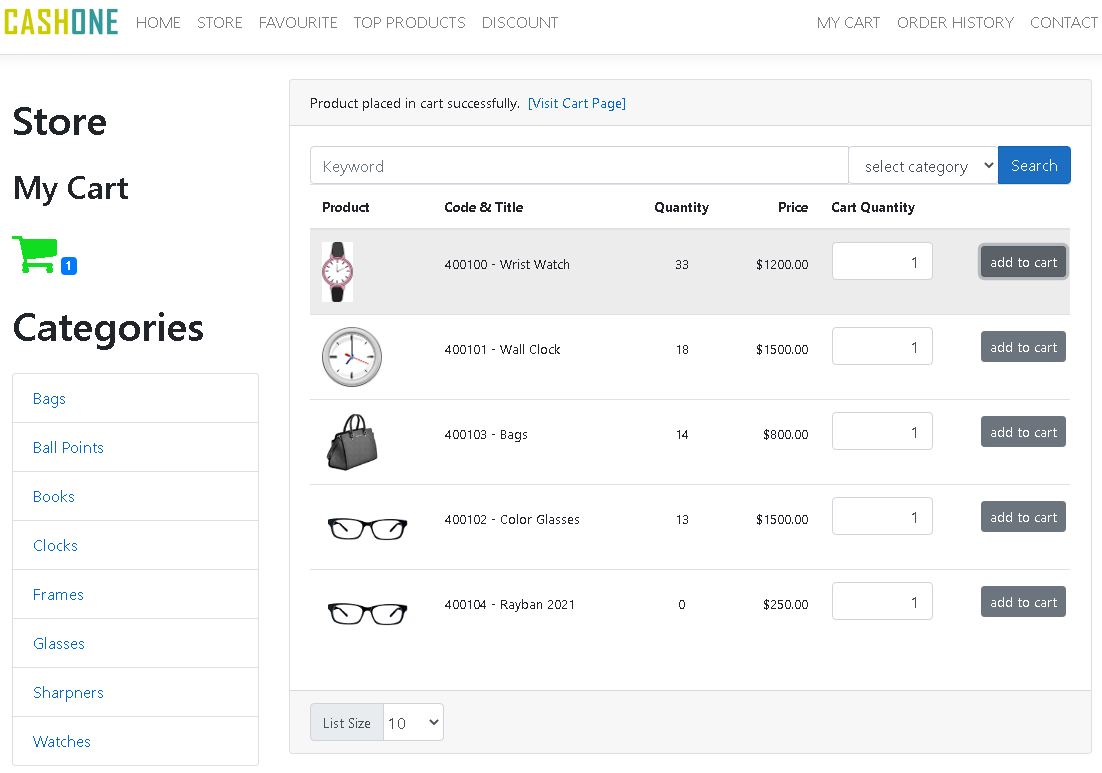 CASHONE HOME STORE FAVOURITE TOP PRODUCTS DISCOUNT MY CART ORDER HISTORY CONTACT
Store
My Cart
1
Categories
Bags
Ball Points
Books
Clocks
Frames
Glasses
Sharpners
Watches
Product placed in cart successfully. [Visit Cart Page]
Keyword select category Search
Product Code & Title Quantity Price Cart Quantity
400100 - Wrist Watch 33 $1200.00 1 add to cart
400101 - Wall Clock 18 $1500.00 1 add to cart
400103 - Bags 14 $800.00 1 add to cart
400102 - Color Glasses 13 $1500.00 1 add to cart
400104 - Rayban 2021 0 $250.00 1 add to cart
List Size 10